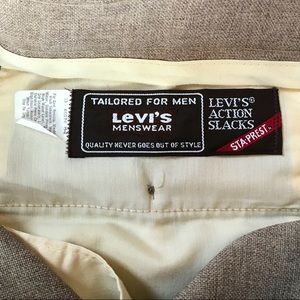 TAILORED FOR MEN
LEVI'S
MENSWEAR
QUALITY NEVER GOES OUT OF STYLE
LEVI'S®
ACTION
SLACKS
STA-PREST®